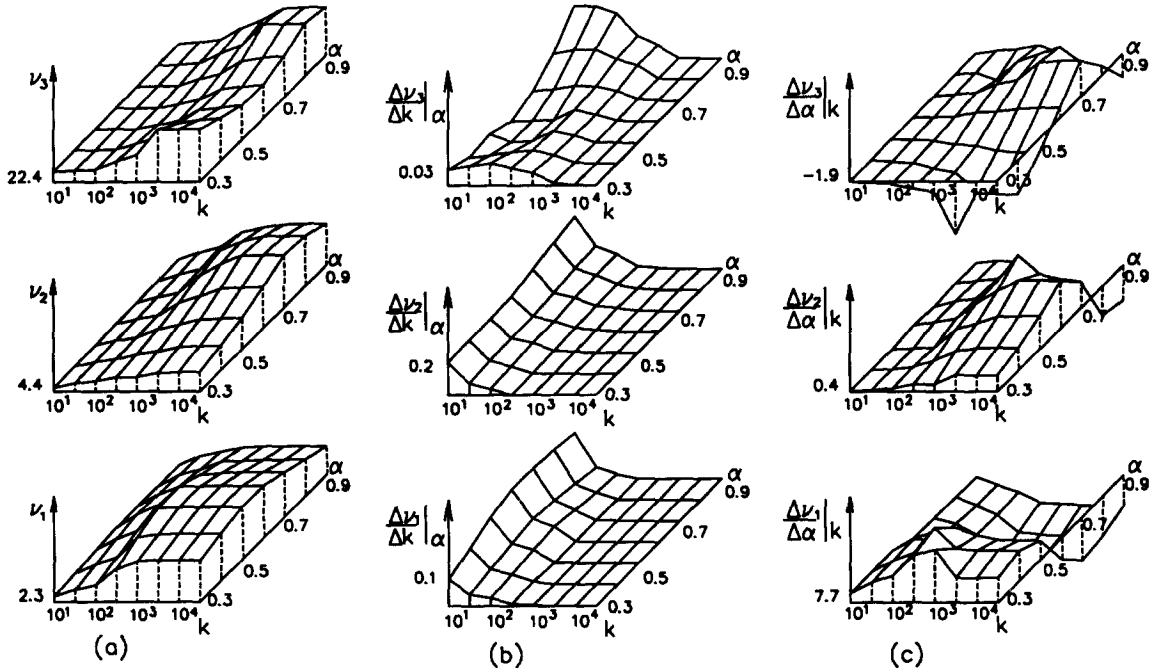 ν₃
22.4
10¹ 10² 10³ 10⁴ k
0.3 0.5 0.7 0.9 α
Δν₃/Δk|α
0.03
10¹ 10² 10³ 10⁴ k
0.3 0.5 0.7 0.9 α
Δν₃/Δα|k
-1.9
10¹ 10² 10³ 10⁴ k
0.3 0.5 0.7 0.9 α
ν₂
4.4
10¹ 10² 10³ 10⁴ k
0.3 0.5 0.7 0.9 α
Δν₂/Δk|α
0.2
10¹ 10² 10³ 10⁴ k
0.3 0.5 0.7 0.9 α
Δν₂/Δα|k
0.4
10¹ 10² 10³ 10⁴ k
0.3 0.5 0.7 0.9 α
ν₁
2.3
10¹ 10² 10³ 10⁴ k
0.3 0.5 0.7 0.9 α
Δν₁/Δk|α
0.1
10¹ 10² 10³ 10⁴ k
0.3 0.5 0.7 0.9 α
Δν₁/Δα|k
7.7
10¹ 10² 10³ 10⁴ k
0.3 0.5 0.7 0.9 α
(a) (b) (c)